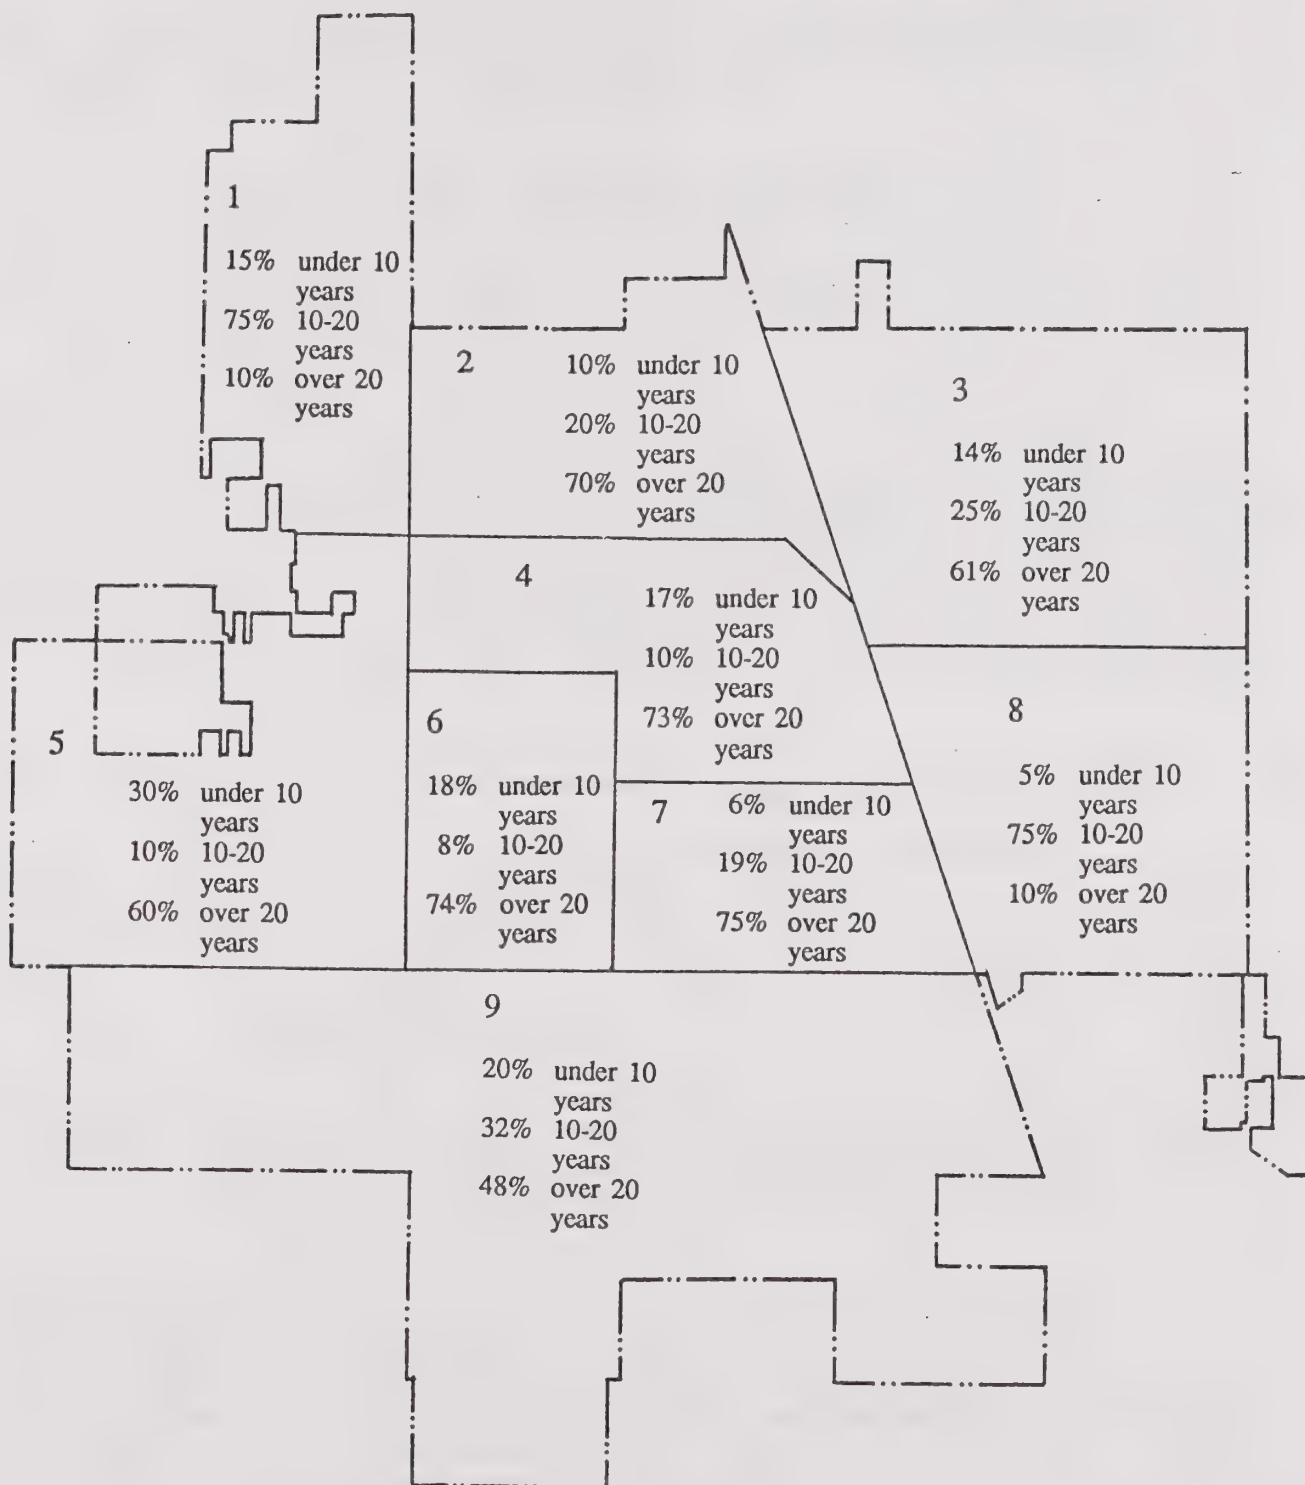 1
15% under 10
years
75% 10-20
years
10% over 20
years
2
10% under 10
years
20% 10-20
years
70% over 20
years
3
14% under 10
years
25% 10-20
years
61% over 20
years
4
17% under 10
years
10% 10-20
years
73% over 20
years
5
30% under 10
years
10% 10-20
years
60% over 20
years
6
18% under 10
years
8% 10-20
years
74% over 20
years
7
6% under 10
years
19% 10-20
years
75% over 20
years
8
5% under 10
years
75% 10-20
years
10% over 20
years
9
20% under 10
years
32% 10-20
years
48% over 20
years